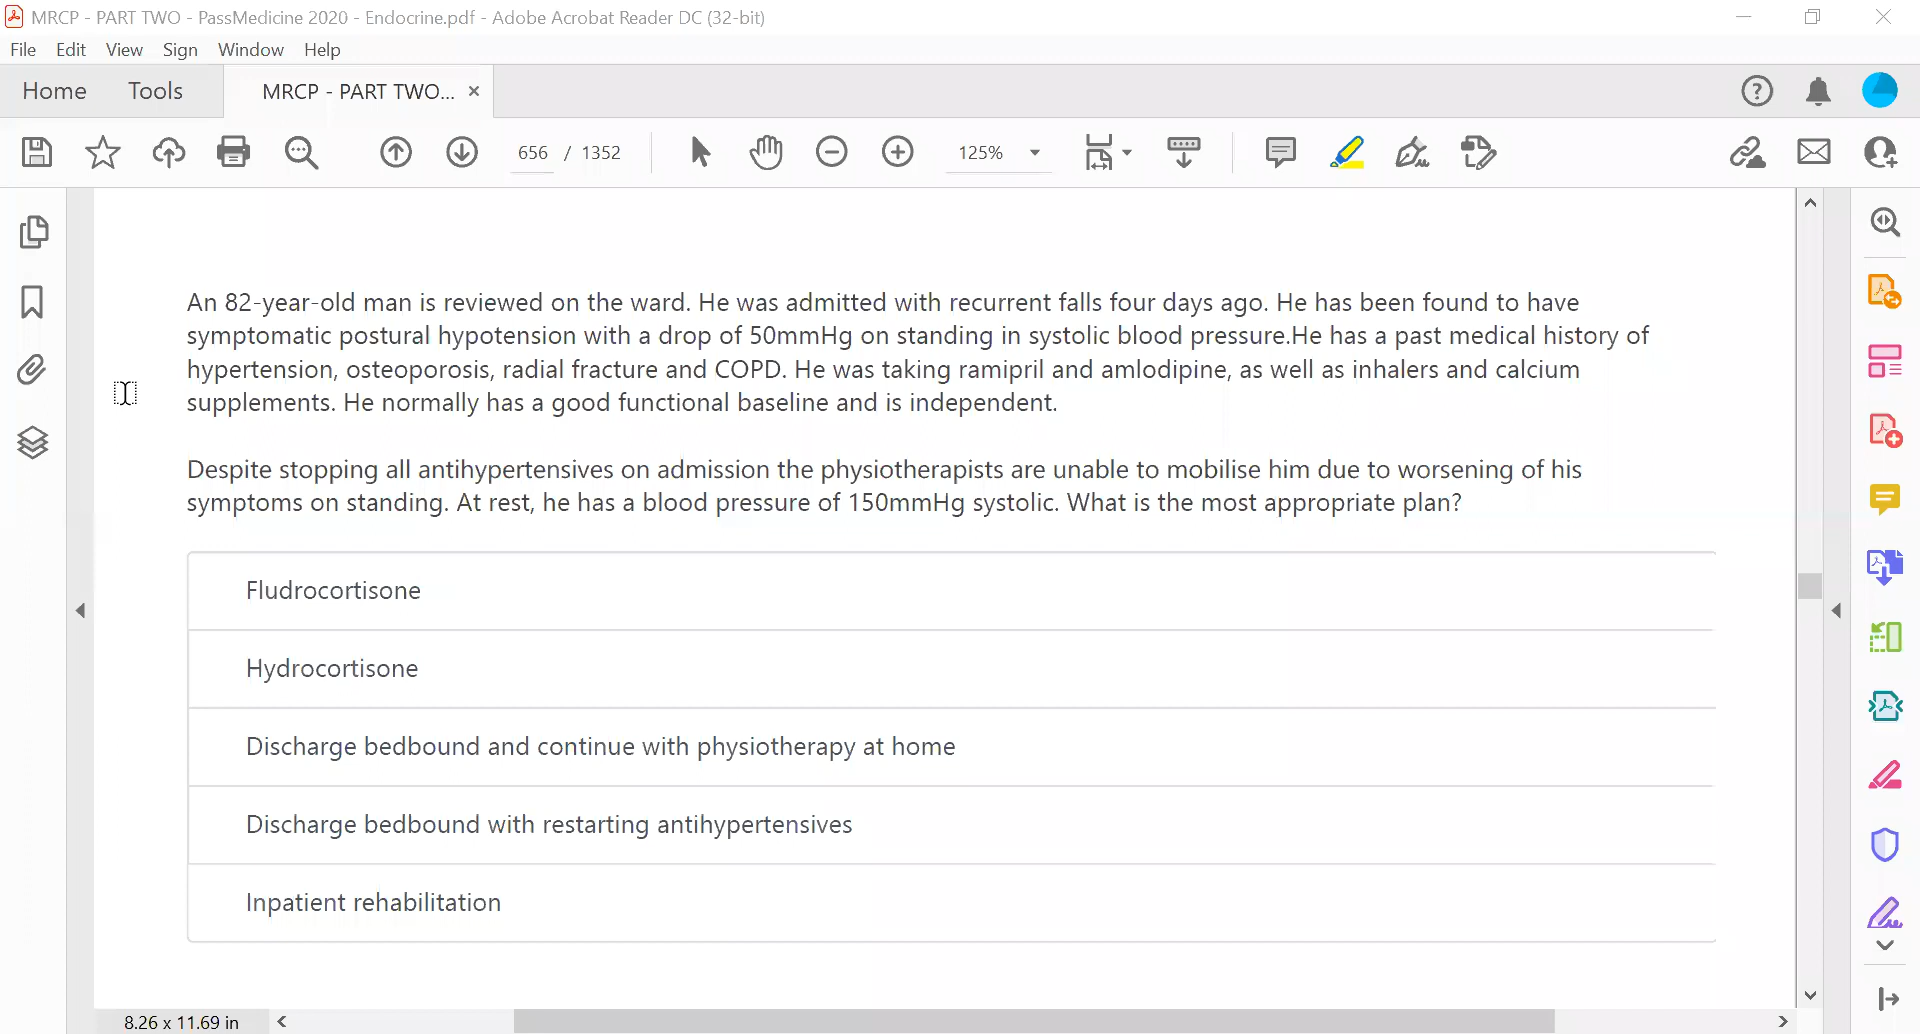 MRCP - PART TWO - PassMedicine 2020 - Endocrine.pdf - Adobe Acrobat Reader DC (32-bit)
File Edit View Sign Window Help
Home Tools MRCP - PART TWO... ×
656 / 1352 125%
An 82-year-old man is reviewed on the ward. He was admitted with recurrent falls four days ago. He has been found to have
symptomatic postural hypotension with a drop of 50mmHg on standing in systolic blood pressure.He has a past medical history of
hypertension, osteoporosis, radial fracture and COPD. He was taking ramipril and amlodipine, as well as inhalers and calcium
supplements. He normally has a good functional baseline and is independent.
Despite stopping all antihypertensives on admission the physiotherapists are unable to mobilise him due to worsening of his
symptoms on standing. At rest, he has a blood pressure of 150mmHg systolic. What is the most appropriate plan?
Fludrocortisone
Hydrocortisone
Discharge bedbound and continue with physiotherapy at home
Discharge bedbound with restarting antihypertensives
Inpatient rehabilitation
8.26 x 11.69 in